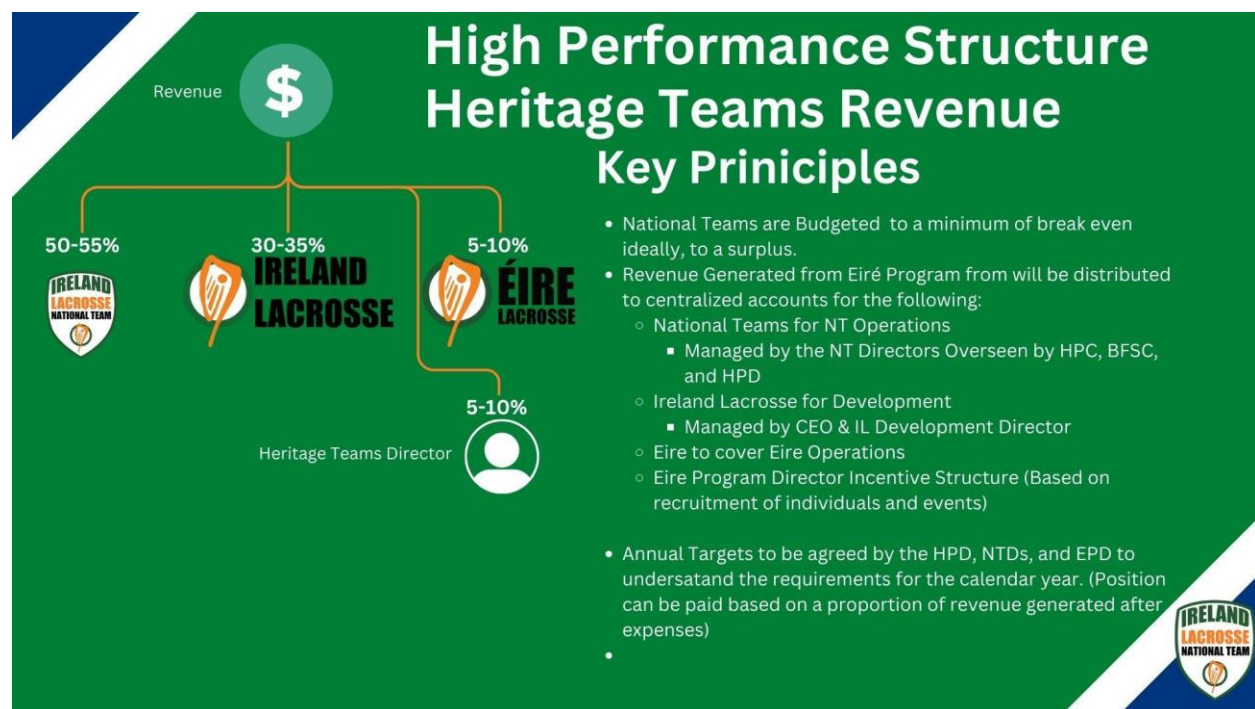 High Performance Structure
Heritage Teams Revenue
Key Priniciples
Revenue
$
50-55%
30-35%
5-10%
IRELAND
LACROSSE
NATIONAL TEAM
IRELAND
LACROSSE
ÉIRE
LACROSSE
5-10%
Heritage Teams Director
• National Teams are Budgeted to a minimum of break even
ideally, to a surplus.
• Revenue Generated from Eiré Program from will be distributed
to centralized accounts for the following:
○ National Teams for NT Operations
▪ Managed by the NT Directors Overseen by HPC, BFSC,
and HPD
○ Ireland Lacrosse for Development
▪ Managed by CEO & IL Development Director
○ Eire to cover Eire Operations
○ Eire Program Director Incentive Structure (Based on
recruitment of individuals and events)
• Annual Targets to be agreed by the HPD, NTDs, and EPD to
undersatand the requirements for the calendar year. (Position
can be paid based on a proportion of revenue generated after
expenses)
•
IRELAND
LACROSSE
NATIONAL TEAM